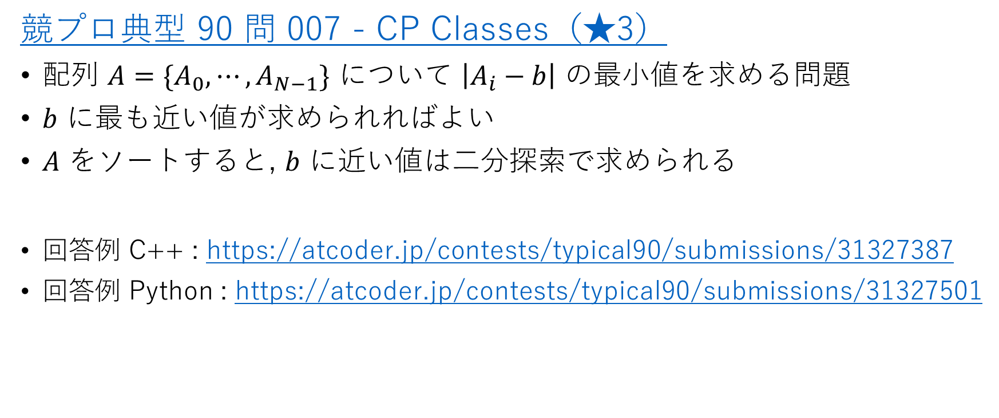 競プロ典型 90 問 007 - CP Classes（★3）
• 配列 A = {A₀, ⋯ , A_{N−1}} について |A_i − b| の最小値を求める問題
• b に最も近い値が求められればよい
• A をソートすると, b に近い値は二分探索で求められる
• 回答例 C++ : https://atcoder.jp/contests/typical90/submissions/31327387
• 回答例 Python : https://atcoder.jp/contests/typical90/submissions/31327501